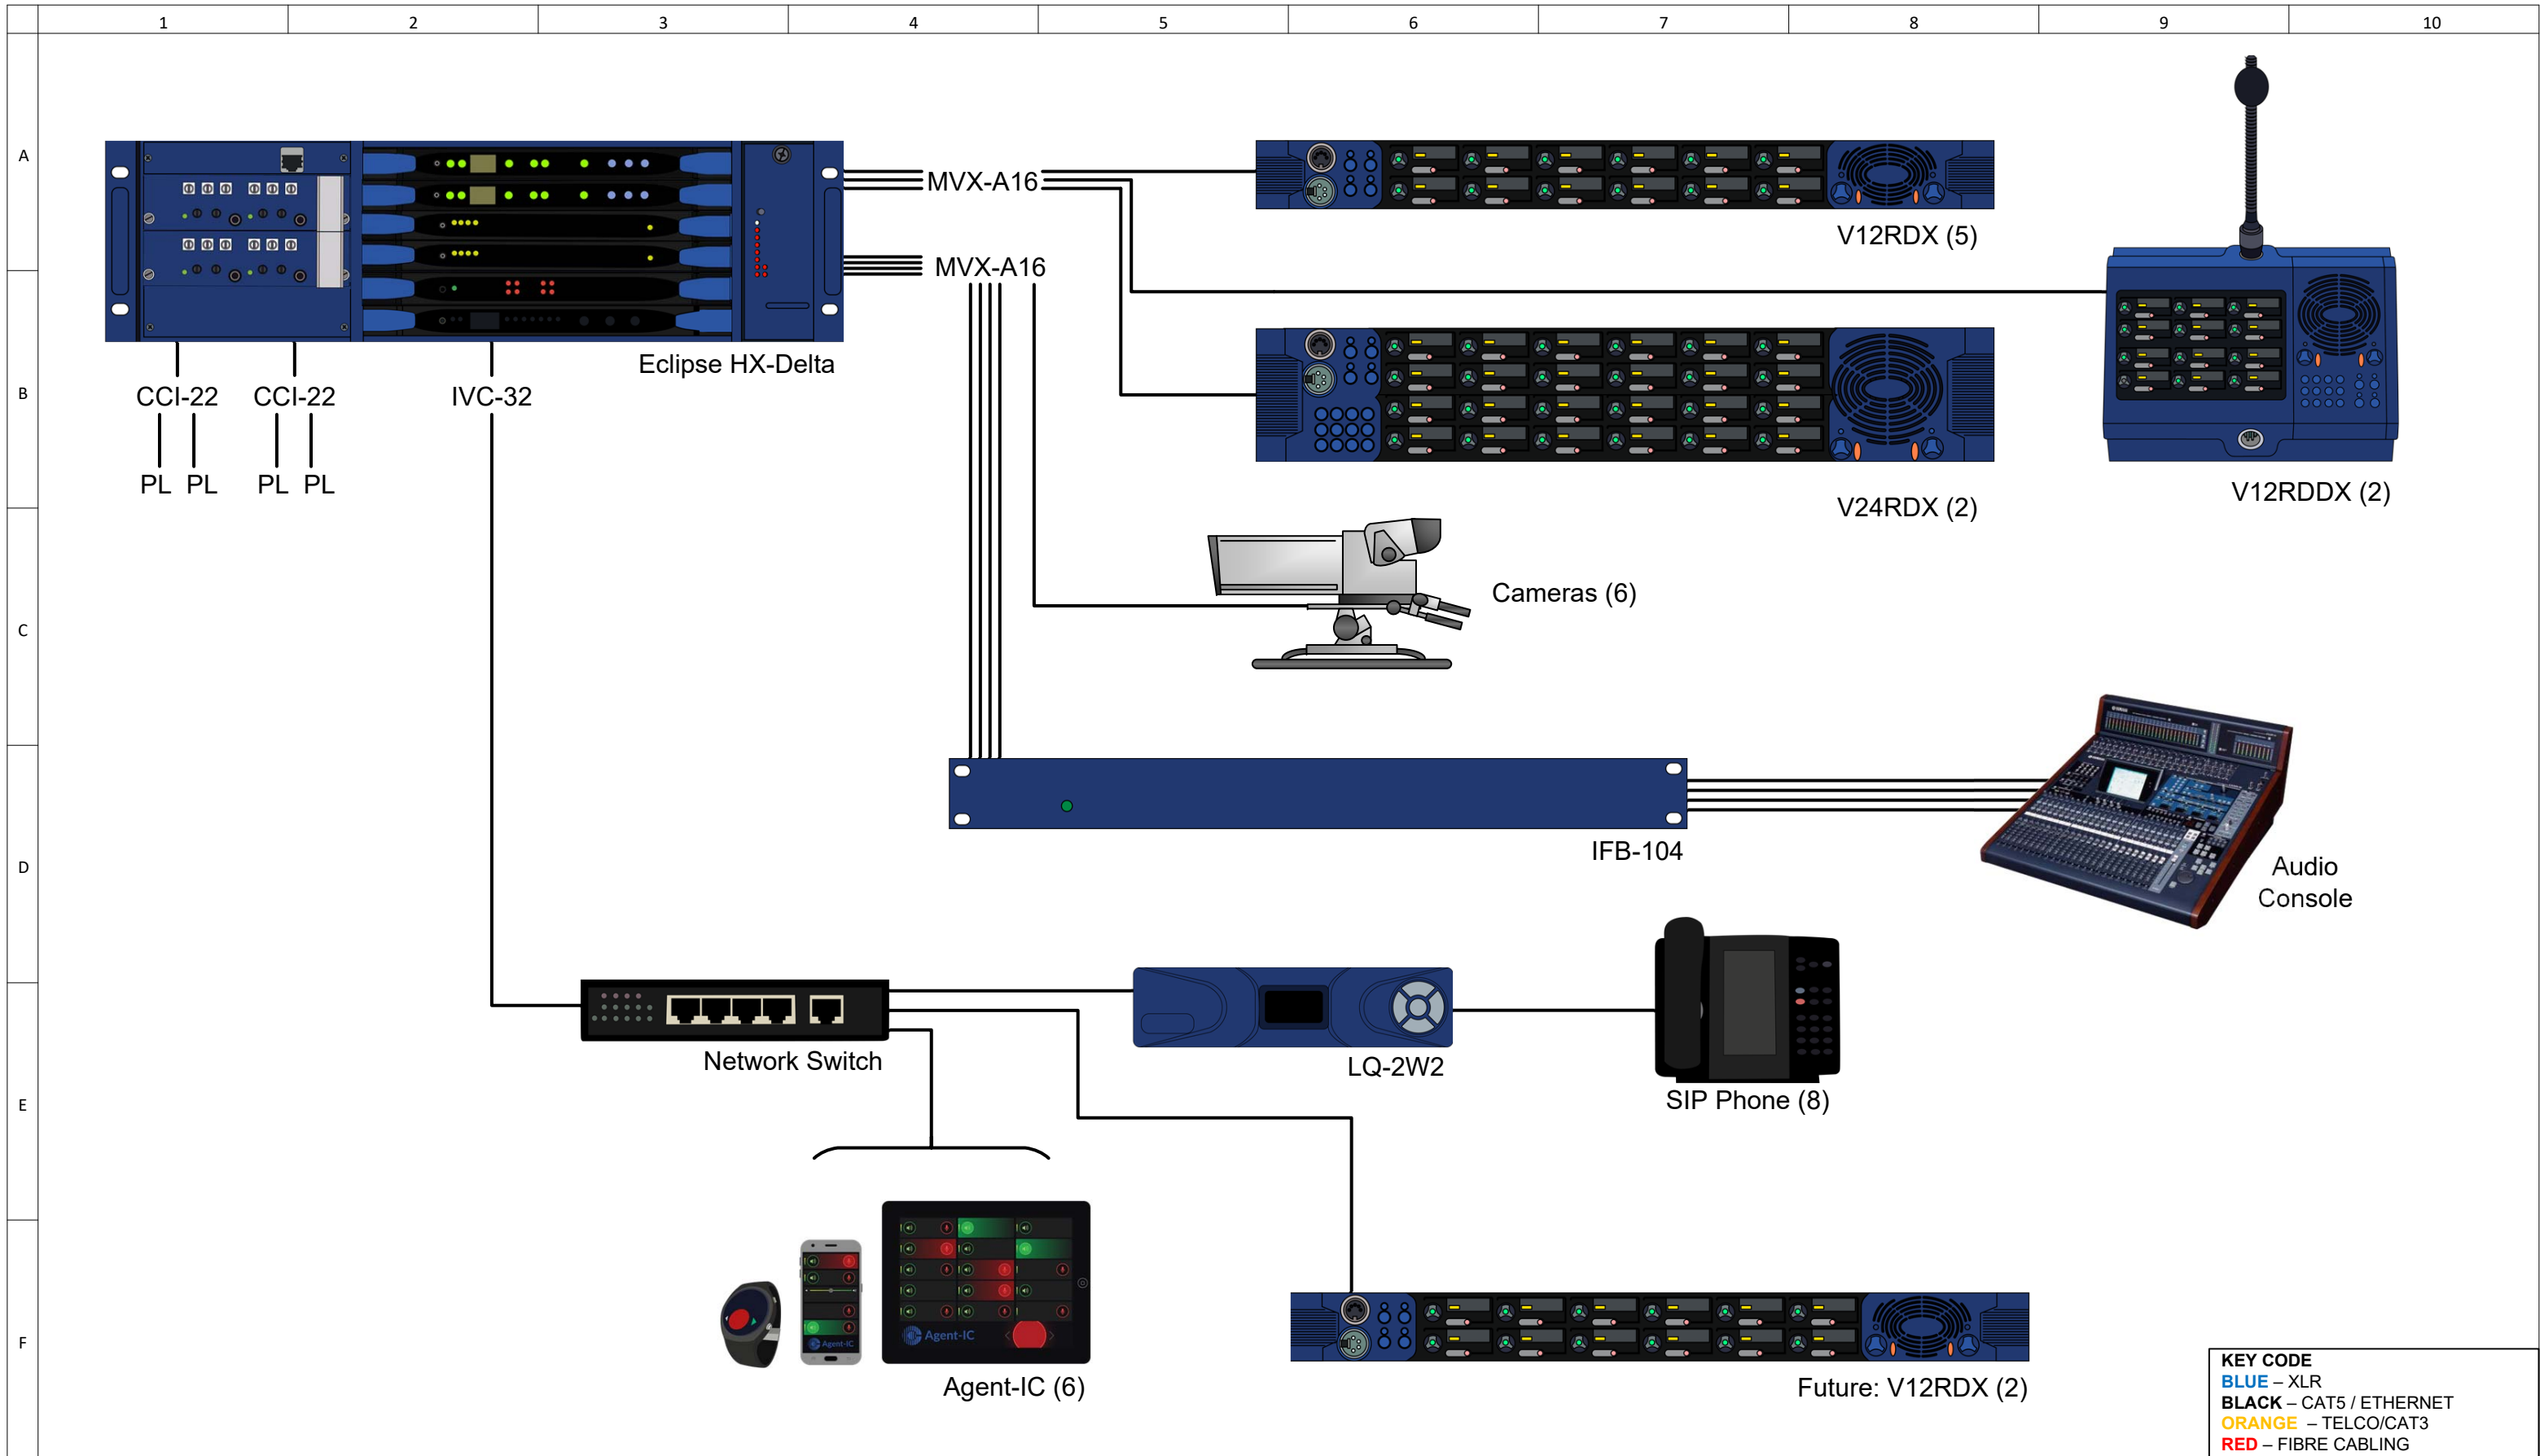 1 2 3 4 5 6 7 8 9 10
A
B
C
D
E
F
MVX-A16
V12RDX (5)
MVX-A16
Eclipse HX-Delta
CCI-22 CCI-22 IVC-32
PL PL PL PL
V24RDX (2)
V12RDDX (2)
Cameras (6)
IFB-104
Audio
Console
Network Switch
LQ-2W2
SIP Phone (8)
Agent-IC
Agent-IC
Agent-IC (6)
Future: V12RDX (2)
KEY CODE
BLUE – XLR
BLACK – CAT5 / ETHERNET
ORANGE – TELCO/CAT3
RED – FIBRE CABLING